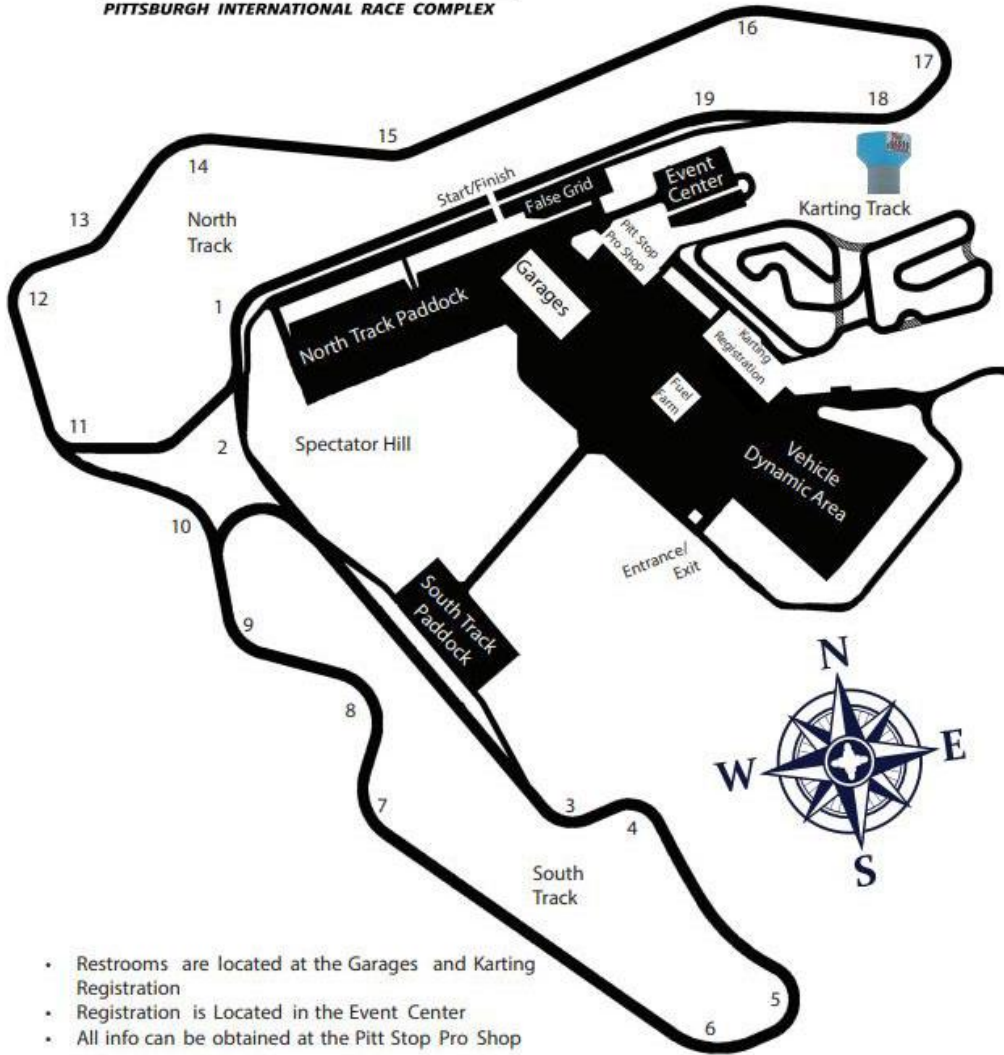 PITTSBURGH INTERNATIONAL RACE COMPLEX
16
17
19
18
15
14
Start/Finish
False Grid
Event
Center
Karting Track
13
North
Track
Pitt Stop
Pro Shop
12
1
Garages
North Track Paddock
Karting
Registration
Fuel
Farm
11
2
Spectator Hill
Vehicle
Dynamic Area
10
Entrance/
Exit
South Track
Paddock
9
8
N
W
E
S
7
3
4
South
Track
5
6
• Restrooms are located at the Garages and Karting
Registration
• Registration is Located in the Event Center
• All info can be obtained at the Pitt Stop Pro Shop